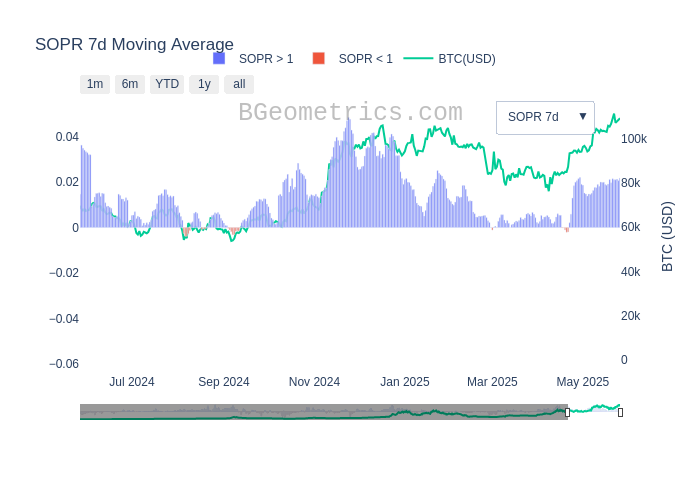 SOPR 7d Moving Average
SOPR > 1 SOPR < 1 BTC(USD)
1m 6m YTD 1y all
BGeometrics.com
SOPR 7d ▼
0.04
0.02
0
−0.02
−0.04
−0.06
100k
80k
60k
40k
20k
0
BTC (USD)
Jul 2024 Sep 2024 Nov 2024 Jan 2025 Mar 2025 May 2025